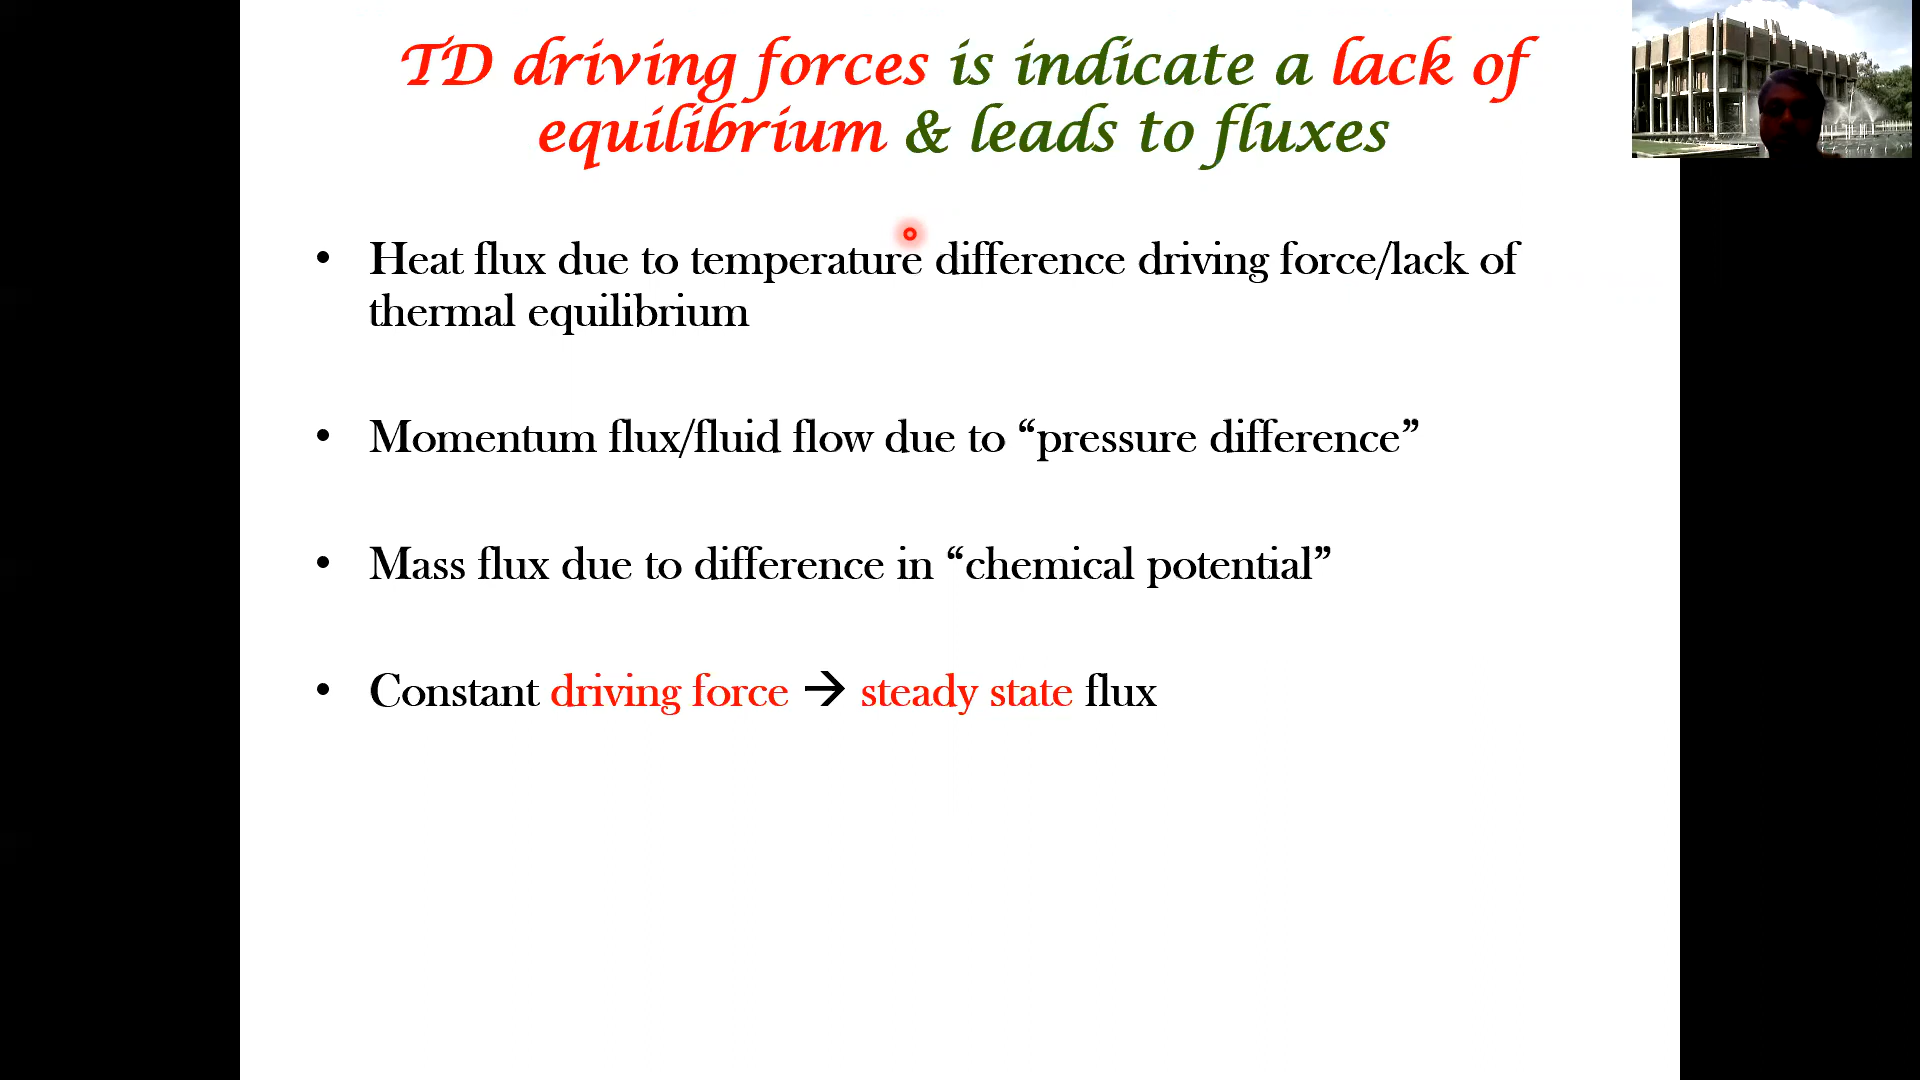 TD driving forces is indicate a lack of
equilibrium & leads to fluxes
• Heat flux due to temperature difference driving force/lack of
thermal equilibrium
• Momentum flux/fluid flow due to “pressure difference”
• Mass flux due to difference in “chemical potential”
• Constant driving force → steady state flux